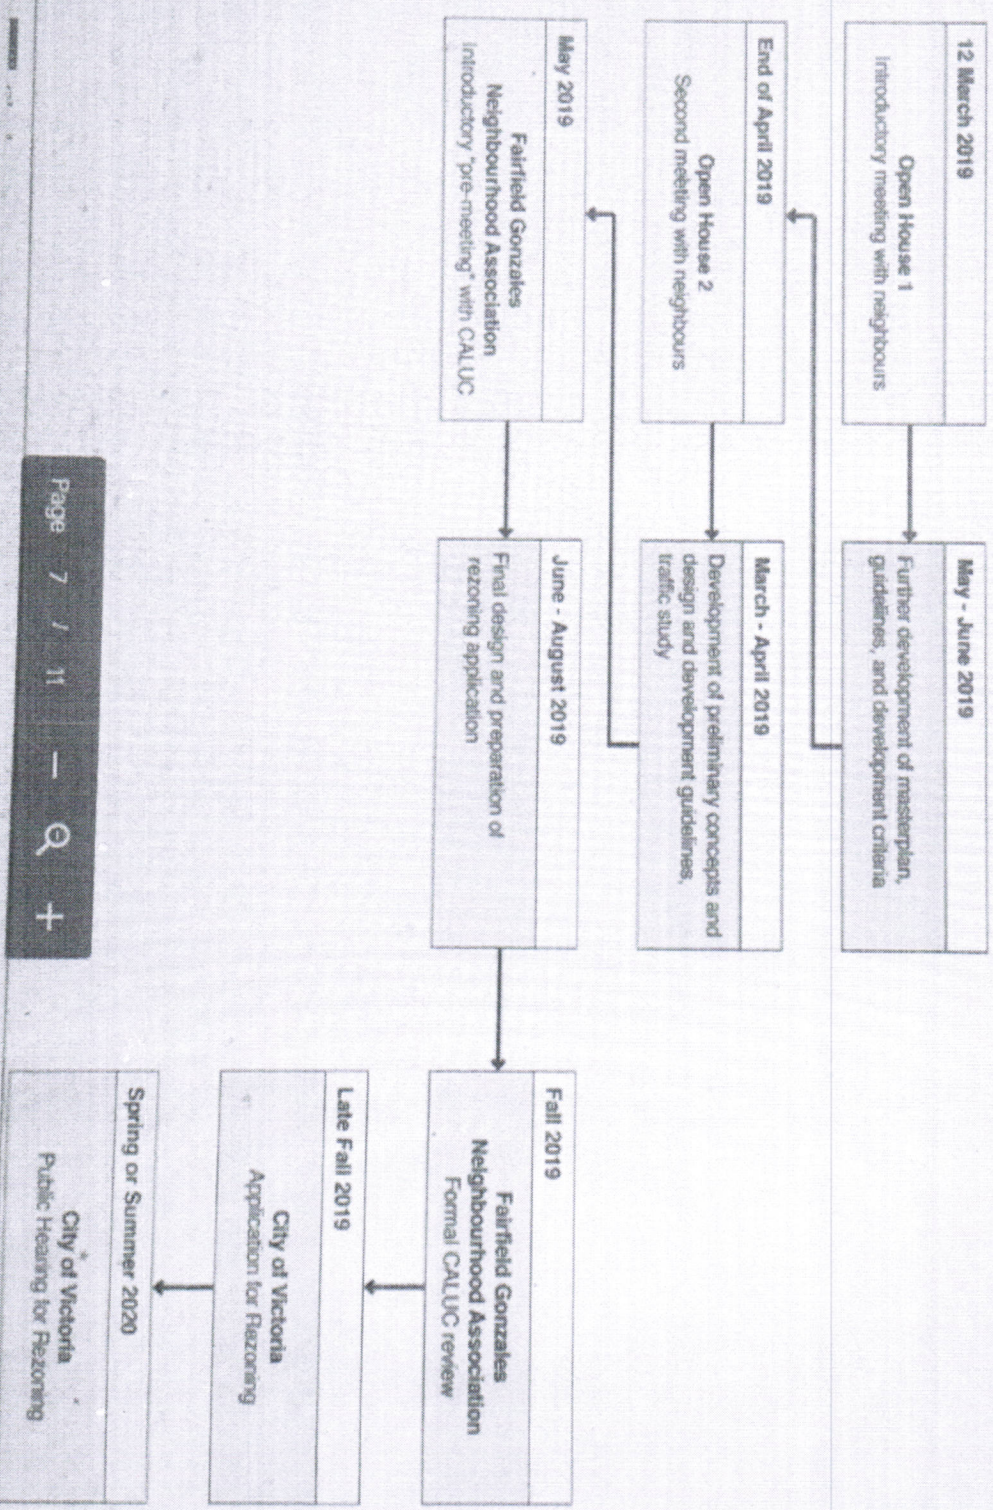 12 March 2019
Open House 1
Introductory meeting with neighbours
May - June 2019
Further development of masterplan,
guidelines, and development criteria
End of April 2019
Open House 2
Second meeting with neighbours
March - April 2019
Development of preliminary concepts and
design and development guidelines,
traffic study
May 2019
Fairfield Gonzales
Neighbourhood Association
Introductory "pre-meeting" with CALUC
June - August 2019
Final design and preparation of
rezoning application
Fall 2019
Fairfield Gonzales
Neighbourhood Association
Formal CALUC review
Late Fall 2019
City of Victoria
Application for Rezoning
Spring or Summer 2020
City of Victoria
Public Hearing for Rezoning
Page 7 / 11